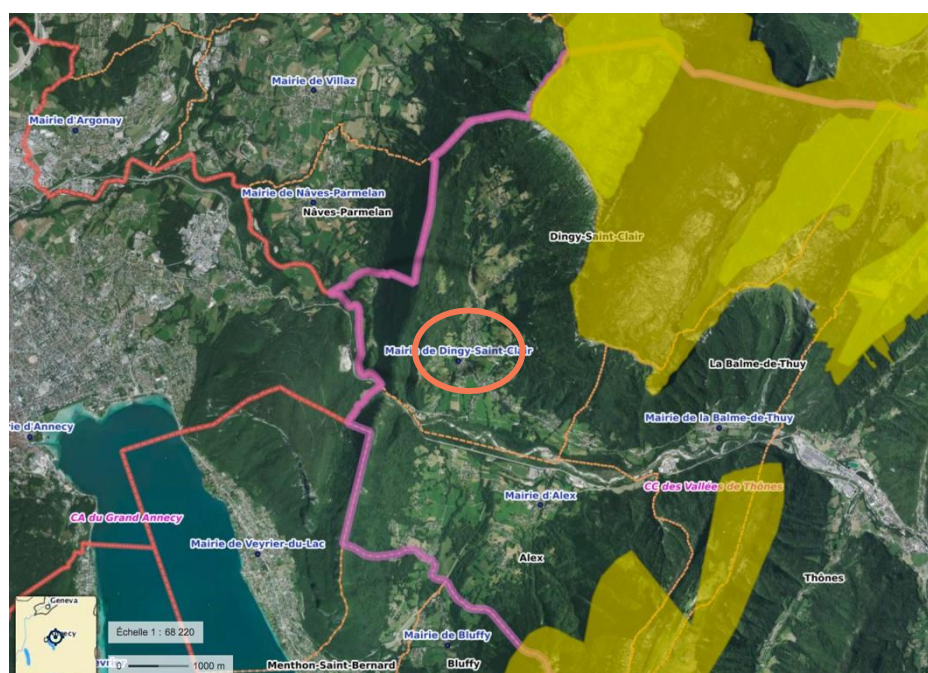 Mairie de Villaz
Mairie d'Argonay
Mairie de Nâves-Parmelan
Nâves-Parmelan
Dingy-Saint-Clair
Mairie de Dingy-Saint-Clair
La Balme-de-Thuy
Mairie de la Balme-de-Thuy
rie d'Annecy
CC des Vallées de Thônes
Mairie d'Alex
CA du Grand Annecy
Mairie de Veyrier-du-Lac
Alex
Thônes
Geneva
Échelle 1 : 68 220
Mairie de Bluffy
Menthon-Saint-Bernard
Bluffy
0
1000 m